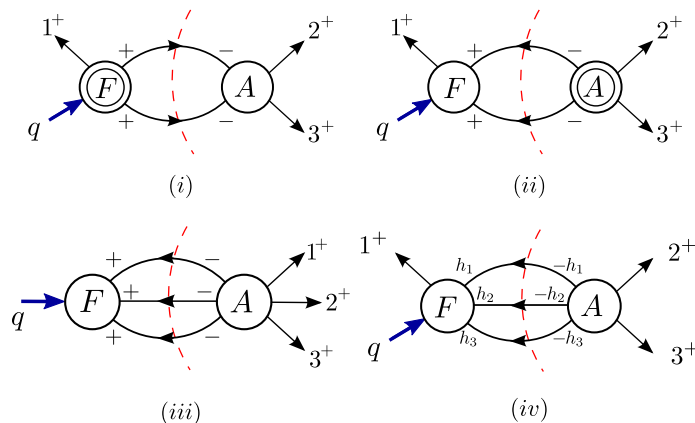 1⁺ + − 2⁺
F A
q + − 3⁺
(i)
1⁺ + − 2⁺
F A
q + − 3⁺
(ii)
+ − 1⁺
F + − A 2⁺
q + − 3⁺
(iii)
1⁺ h₁ −h₁ 2⁺
F h₂ −h₂ A
q h₃ −h₃ 3⁺
(iv)